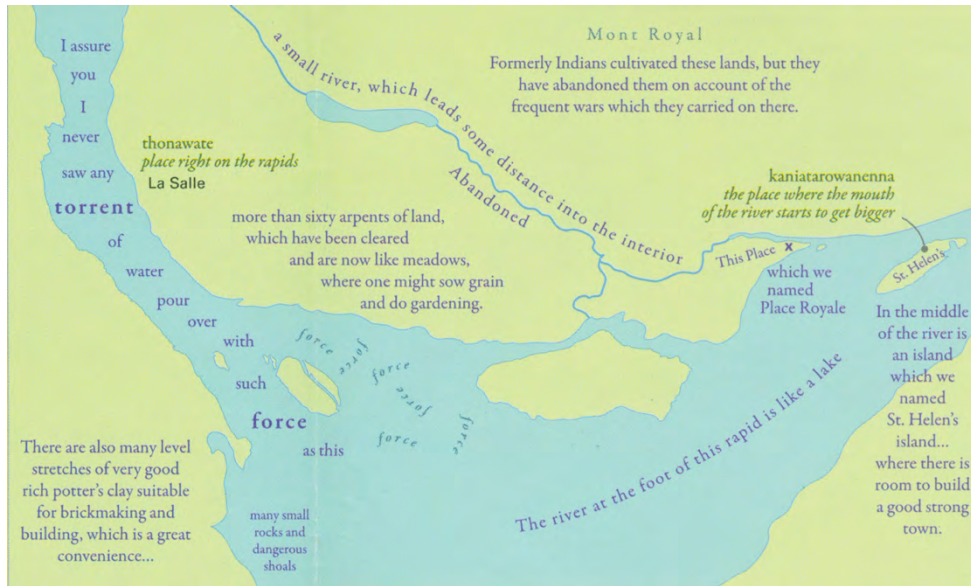 I assure
you
I
never
saw any
torrent
of
water
pour
over
with
such
force
as this
thonawate
place right on the rapids
La Salle
a small river, which leads some distance into the interior
Abandoned
Mont Royal
Formerly Indians cultivated these lands, but they
have abandoned them on account of the
frequent wars which they carried on there.
kaniatarowanenna
the place where the mouth
of the river starts to get bigger
more than sixty arpents of land,
which have been cleared
and are now like meadows,
where one might sow grain
and do gardening.
This Place x
which we
named
Place Royale
St. Helen's
In the middle
of the river is
an island
which we
named
St. Helen's
island...
where there is
room to build
a good strong
town.
force
force
force
force
force
force
The river at the foot of this rapid is like a lake
There are also many level
stretches of very good
rich potter's clay suitable
for brickmaking and
building, which is a great
convenience...
many small
rocks and
dangerous
shoals